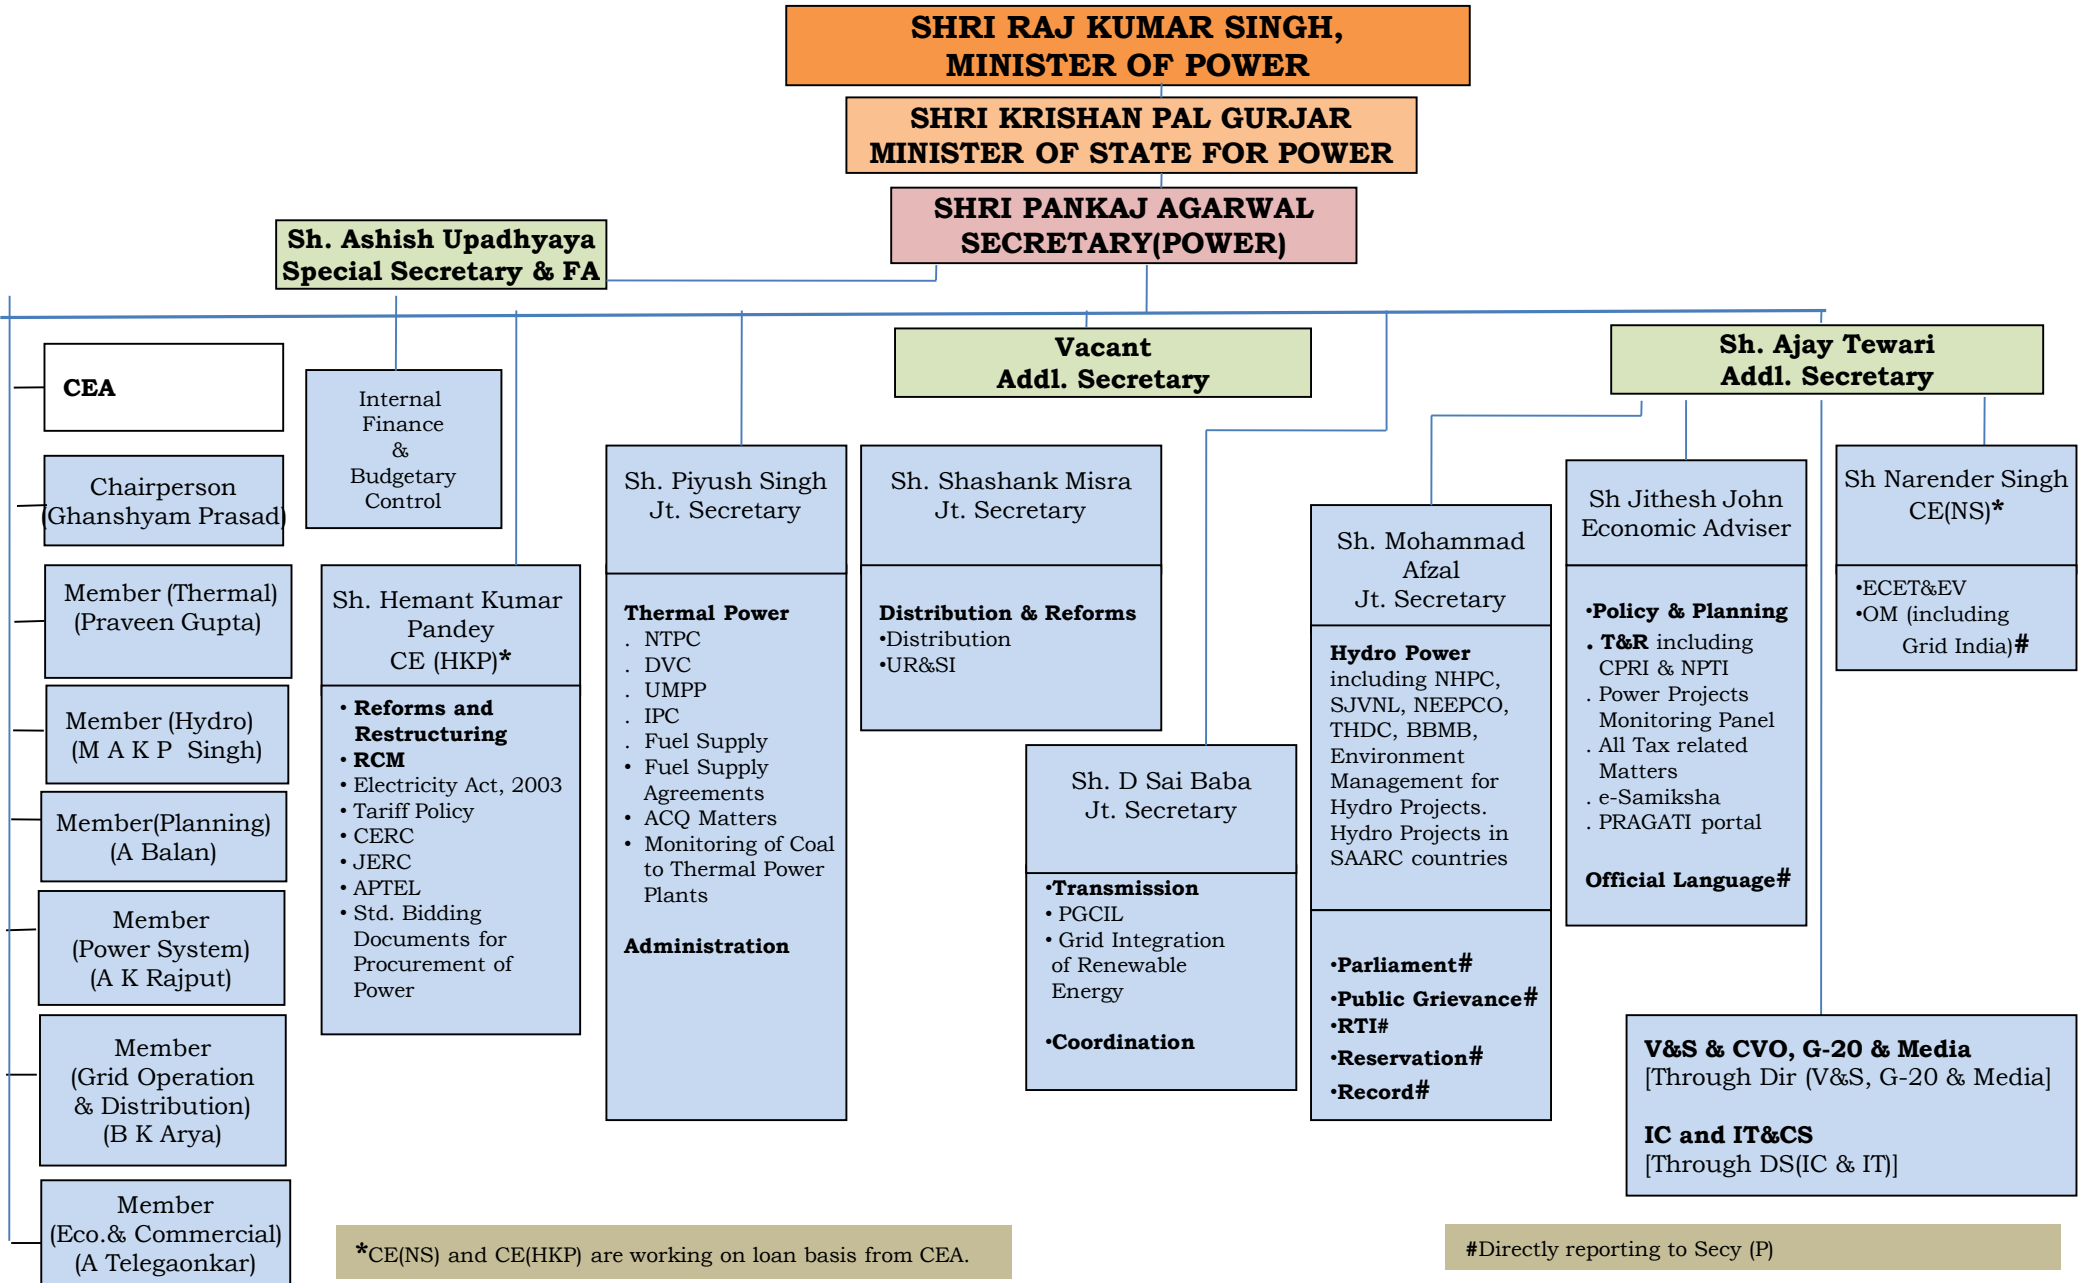 SHRI RAJ KUMAR SINGH,
MINISTER OF POWER
SHRI KRISHAN PAL GURJAR
MINISTER OF STATE FOR POWER
SHRI PANKAJ AGARWAL
SECRETARY(POWER)
Sh. Ashish Upadhyaya
Special Secretary & FA
Vacant
Addl. Secretary
Sh. Ajay Tewari
Addl. Secretary
CEA
Chairperson
(Ghanshyam Prasad)
Member (Thermal)
(Praveen Gupta)
Member (Hydro)
(M A K P Singh)
Member(Planning)
(A Balan)
Member
(Power System)
(A K Rajput)
Member
(Grid Operation
& Distribution)
(B K Arya)
Member
(Eco.& Commercial)
(A Telegaonkar)
Internal
Finance
&
Budgetary
Control
Sh. Hemant Kumar
Pandey
CE (HKP)*
• Reforms and
Restructuring
• RCM
• Electricity Act, 2003
• Tariff Policy
• CERC
• JERC
• APTEL
• Std. Bidding
Documents for
Procurement of
Power
Sh. Piyush Singh
Jt. Secretary
Thermal Power
. NTPC
. DVC
. UMPP
. IPC
. Fuel Supply
• Fuel Supply
Agreements
• ACQ Matters
• Monitoring of Coal
to Thermal Power
Plants
Administration
Sh. Shashank Misra
Jt. Secretary
Distribution & Reforms
•Distribution
•UR&SI
Sh. D Sai Baba
Jt. Secretary
•Transmission
• PGCIL
• Grid Integration
of Renewable
Energy
•Coordination
Sh. Mohammad
Afzal
Jt. Secretary
Hydro Power
including NHPC,
SJVNL, NEEPCO,
THDC, BBMB,
Environment
Management for
Hydro Projects.
Hydro Projects in
SAARC countries
•Parliament#
•Public Grievance#
•RTI#
•Reservation#
•Record#
Sh Jithesh John
Economic Adviser
•Policy & Planning
. T&R including
CPRI & NPTI
. Power Projects
Monitoring Panel
. All Tax related
Matters
. e-Samiksha
. PRAGATI portal
Official Language#
Sh Narender Singh
CE(NS)*
•ECET&EV
•OM (including
Grid India)#
V&S & CVO, G-20 & Media
[Through Dir (V&S, G-20 & Media]
IC and IT&CS
[Through DS(IC & IT)]
*CE(NS) and CE(HKP) are working on loan basis from CEA.
#Directly reporting to Secy (P)